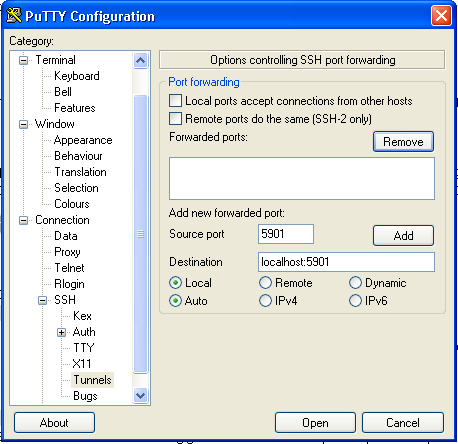 PuTTY Configuration
Category:
Terminal
Keyboard
Bell
Features
Window
Appearance
Behaviour
Translation
Selection
Colours
Connection
Data
Proxy
Telnet
Rlogin
SSH
Kex
Auth
TTY
X11
Tunnels
Bugs
Options controlling SSH port forwarding
Port forwarding
Local ports accept connections from other hosts
Remote ports do the same (SSH-2 only)
Forwarded ports:
Remove
Add new forwarded port:
Source port 5901 Add
Destination localhost:5901
Local Remote Dynamic
Auto IPv4 IPv6
About Open Cancel